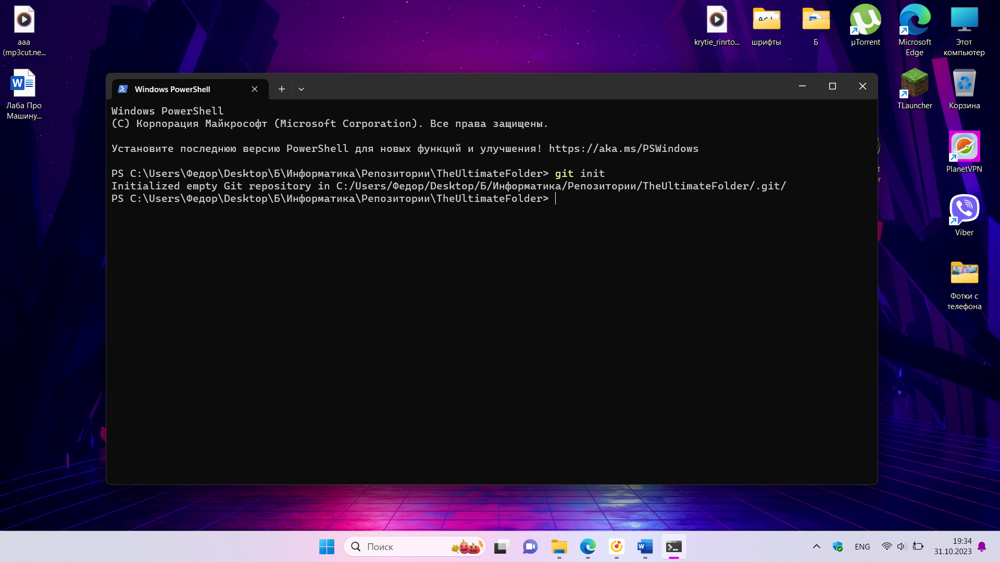 aaa
(mp3cut.ne...
Лаба Про
Машину...
krytie_rinrto...
шрифты
Б
µTorrent
Microsoft
Edge
Этот
компьютер
TLauncher
Корзина
PlanetVPN
Viber
Фотки с
телефона
Windows PowerShell
Windows PowerShell
(C) Корпорация Майкрософт (Microsoft Corporation). Все права защищены.
Установите последнюю версию PowerShell для новых функций и улучшения! https://aka.ms/PSWindows
PS C:\Users\Федор\Desktop\Б\Информатика\Репозитории\TheUltimateFolder> git init
Initialized empty Git repository in C:/Users/Федор/Desktop/Б/Информатика/Репозитории/TheUltimateFolder/.git/
PS C:\Users\Федор\Desktop\Б\Информатика\Репозитории\TheUltimateFolder>
Поиск
ENG
19:34
31.10.2023